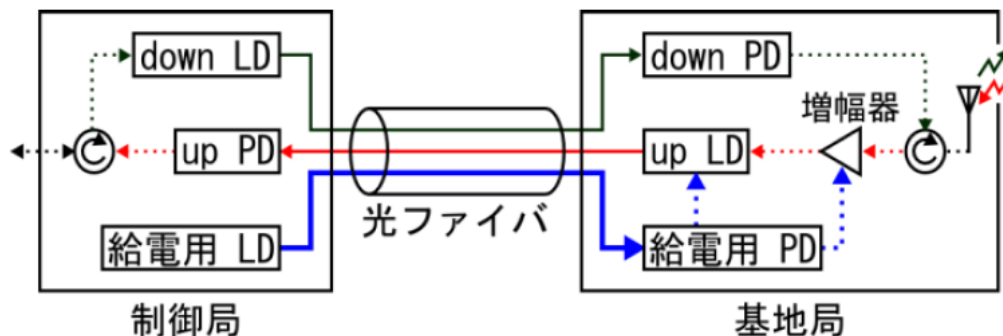 down LD
down PD
増幅器
up PD
up LD
光ファイバ
給電用 LD
給電用 PD
制御局
基地局